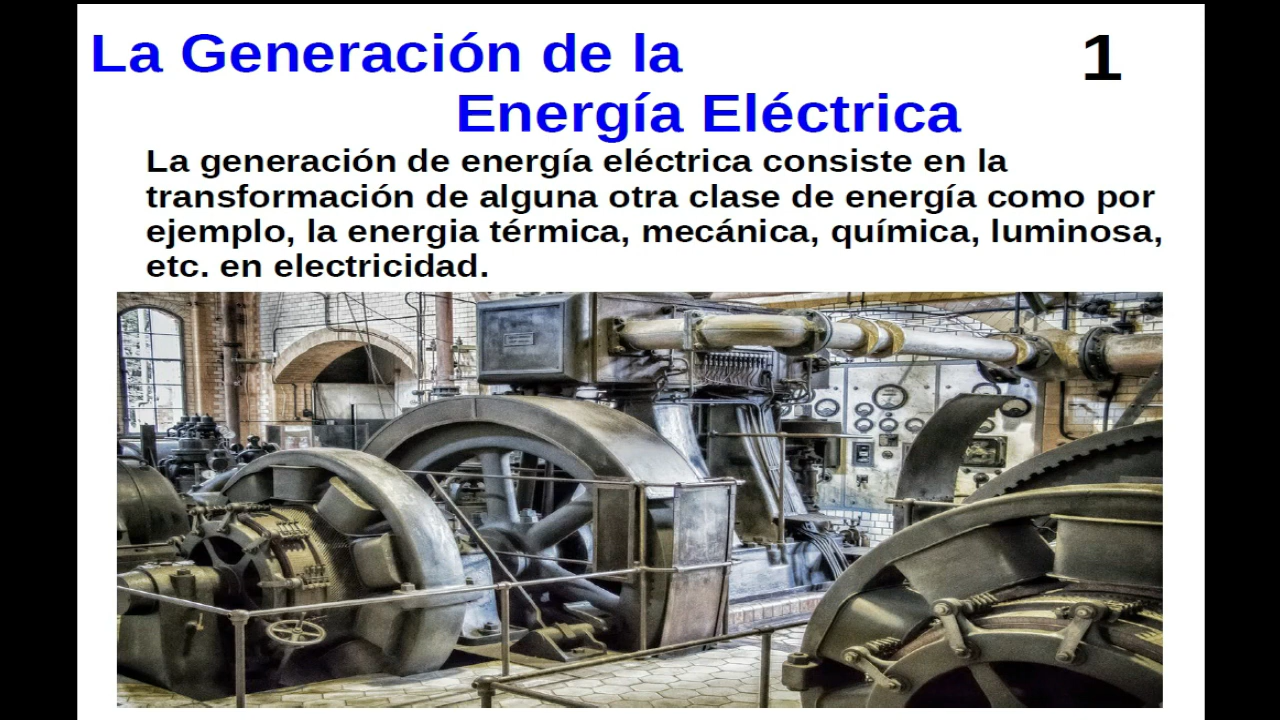 La Generación de la
1
Energía Eléctrica
La generación de energía eléctrica consiste en la
transformación de alguna otra clase de energía como por
ejemplo, la energia térmica, mecánica, química, luminosa,
etc. en electricidad.